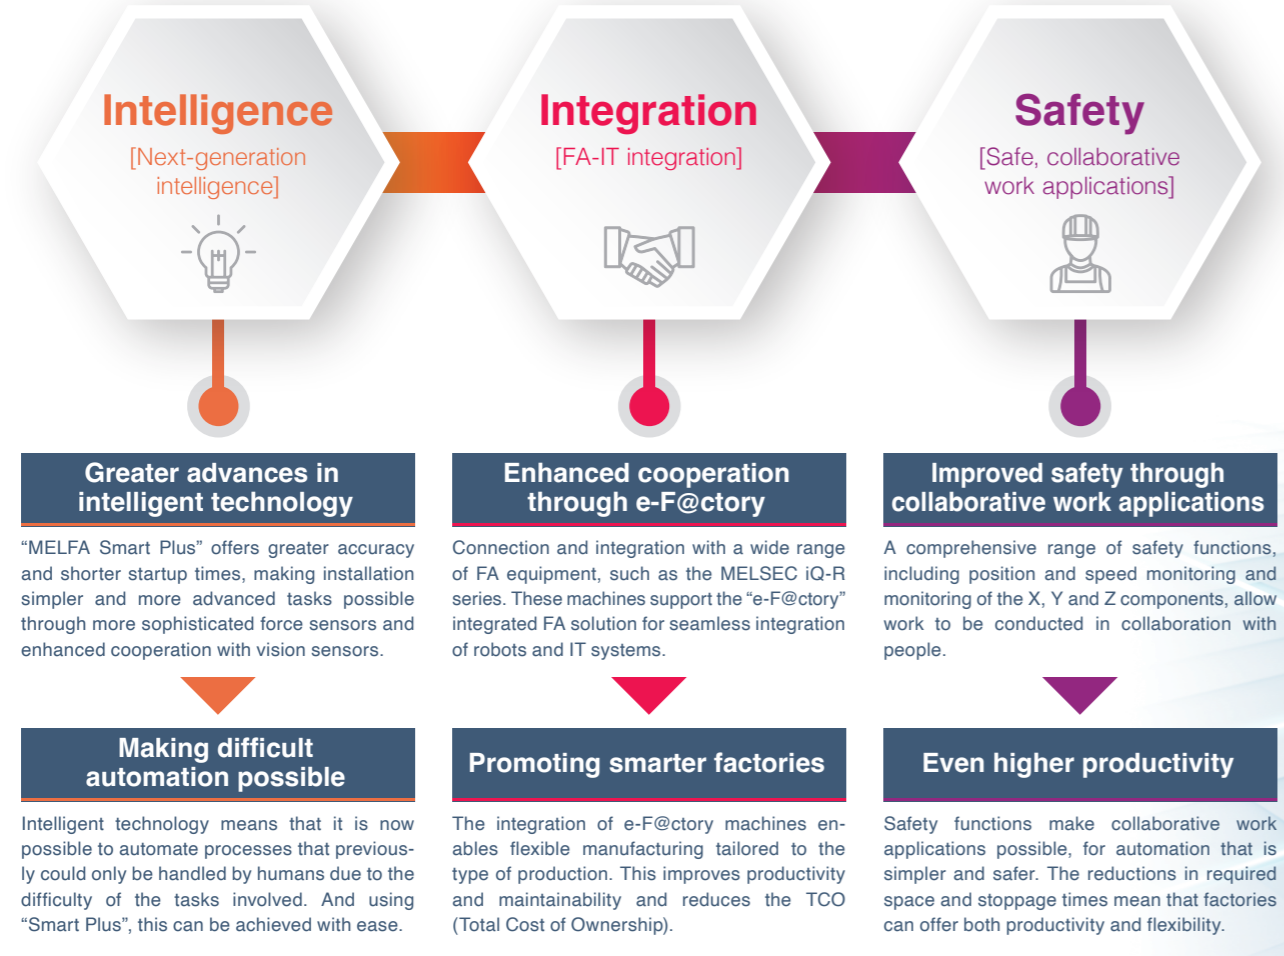 Intelligence
[Next-generation
intelligence]
Integration
[FA-IT integration]
Safety
[Safe, collaborative
work applications]
Greater advances in
intelligent technology
“MELFA Smart Plus” offers greater accuracy
and shorter startup times, making installation
simpler and more advanced tasks possible
through more sophisticated force sensors and
enhanced cooperation with vision sensors.
Making difficult
automation possible
Intelligent technology means that it is now
possible to automate processes that previous-
ly could only be handled by humans due to the
difficulty of the tasks involved. And using
“Smart Plus”, this can be achieved with ease.
Enhanced cooperation
through e-F@ctory
Connection and integration with a wide range
of FA equipment, such as the MELSEC iQ-R
series. These machines support the “e-F@ctory”
integrated FA solution for seamless integration
of robots and IT systems.
Promoting smarter factories
The integration of e-F@ctory machines en-
ables flexible manufacturing tailored to the
type of production. This improves productivity
and maintainability and reduces the TCO
(Total Cost of Ownership).
Improved safety through
collaborative work applications
A comprehensive range of safety functions,
including position and speed monitoring and
monitoring of the X, Y and Z components, allow
work to be conducted in collaboration with
people.
Even higher productivity
Safety functions make collaborative work
applications possible, for automation that is
simpler and safer. The reductions in required
space and stoppage times mean that factories
can offer both productivity and flexibility.